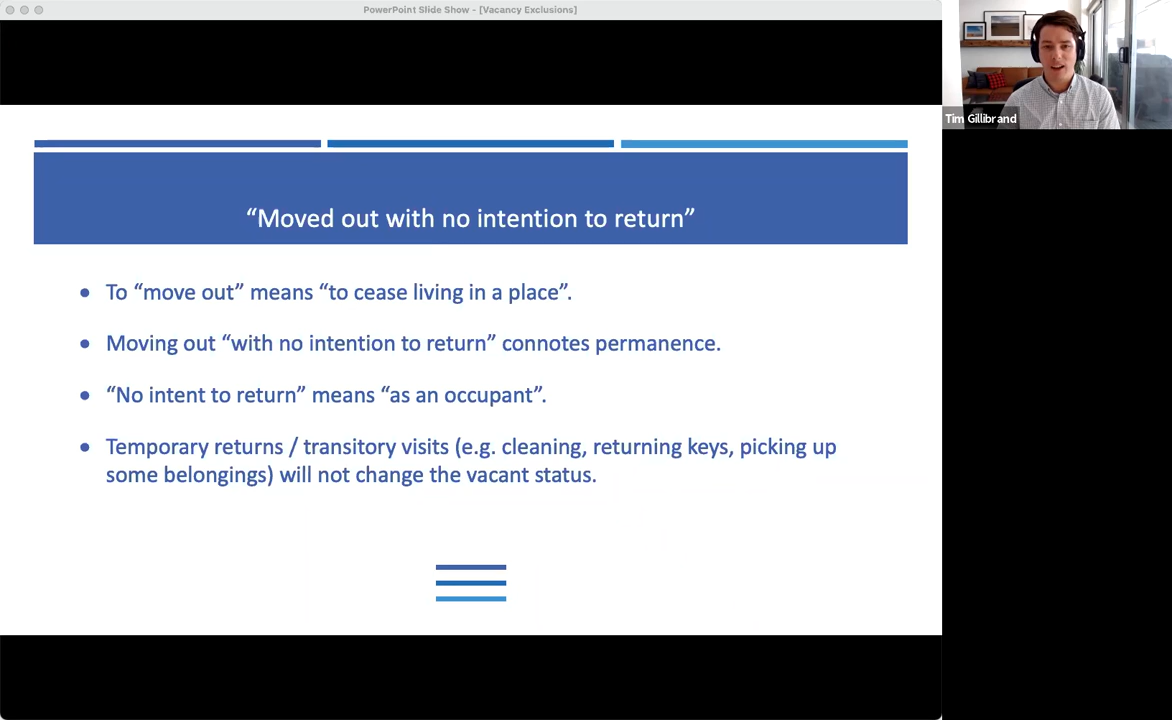 PowerPoint Slide Show - [Vacancy Exclusions]
Tim Gillibrand
“Moved out with no intention to return”
• To “move out” means “to cease living in a place”.
• Moving out “with no intention to return” connotes permanence.
• “No intent to return” means “as an occupant”.
• Temporary returns / transitory visits (e.g. cleaning, returning keys, picking up
some belongings) will not change the vacant status.